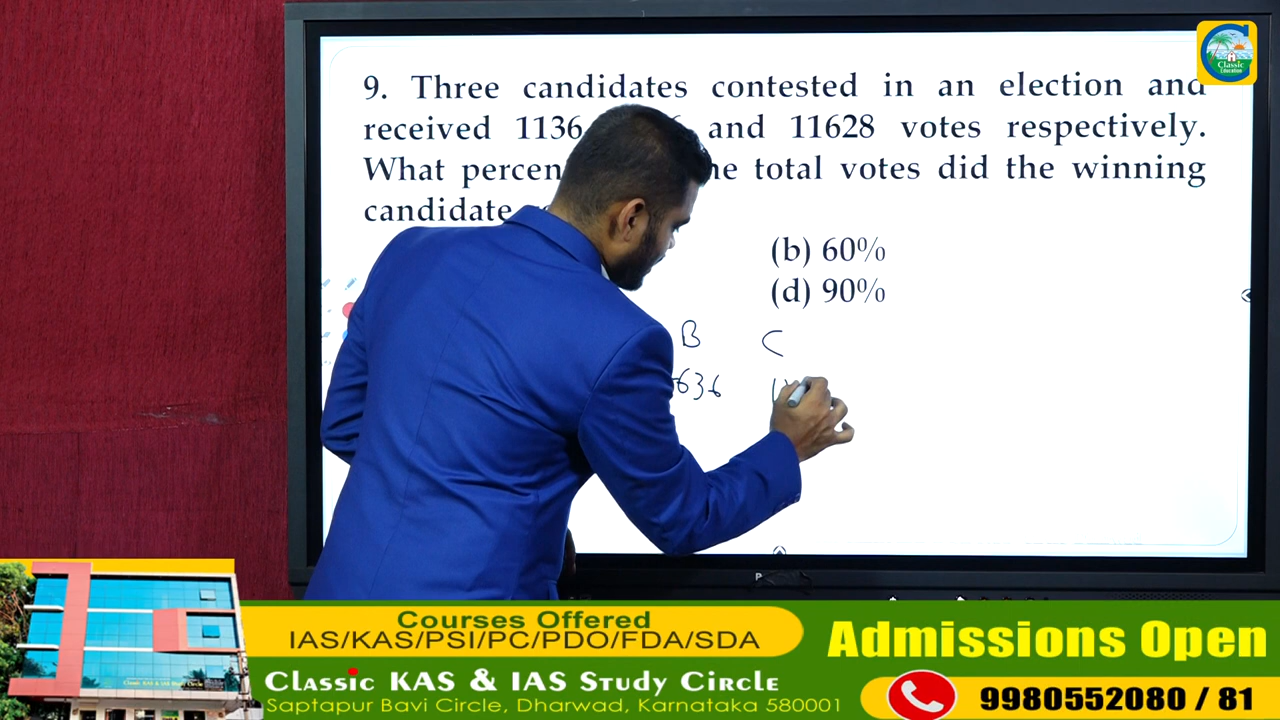 9. Three candidates contested in an election and
received 1136 6 and 11628 votes respectively.
What percen he total votes did the winning
candidate
(b) 60%
(d) 90%
B C
636
Classic
Education
Courses Offered
IAS/KAS/PSI/PC/PDO/FDA/SDA
Classic KAS & IAS Study Circle
Saptapur Bavi Circle, Dharwad, Karnataka 580001
Admissions Open
9980552080 / 81